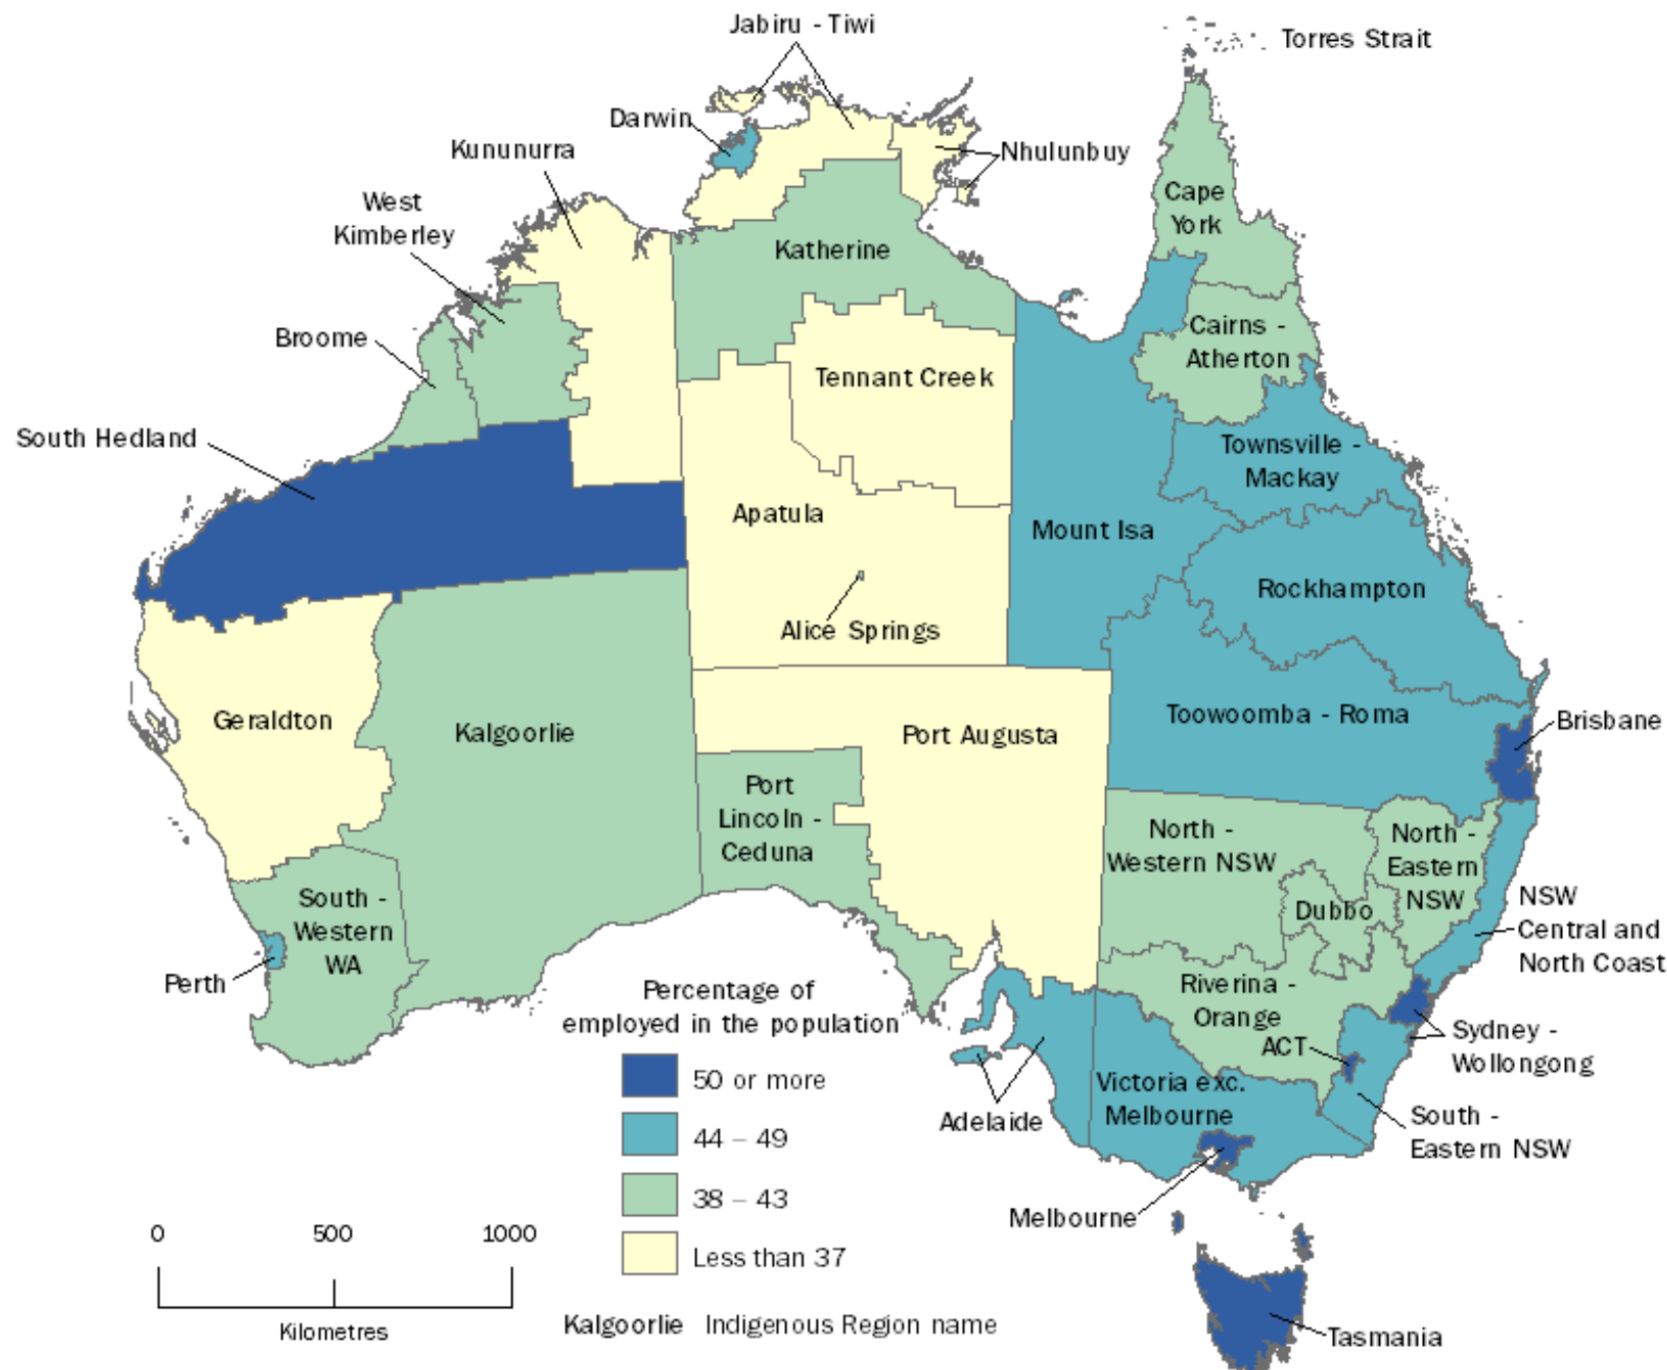 Jabiru - Tiwi
Torres Strait
Darwin
Kununurra
Nhulunbuy
West
Kimberley
Cape
York
Katherine
Broome
Cairns -
Atherton
Tennant Creek
South Hedland
Townsville -
Mackay
Apatula
Mount Isa
Rockhampton
Alice Springs
Geraldton
Kalgoorlie
Port Augusta
Toowoomba - Roma
Brisbane
Port
Lincoln -
Ceduna
North -
Western NSW
North -
Eastern
NSW
South -
Western
WA
Dubbo
NSW
Central and
North Coast
Perth
Riverina -
Orange
ACT
Sydney -
Wollongong
Victoria exc.
Melbourne
Adelaide
South -
Eastern NSW
Melbourne
Tasmania
Percentage of
employed in the population
50 or more
44 – 49
38 – 43
Less than 37
0 500 1000
Kilometres
Kalgoorlie Indigenous Region name